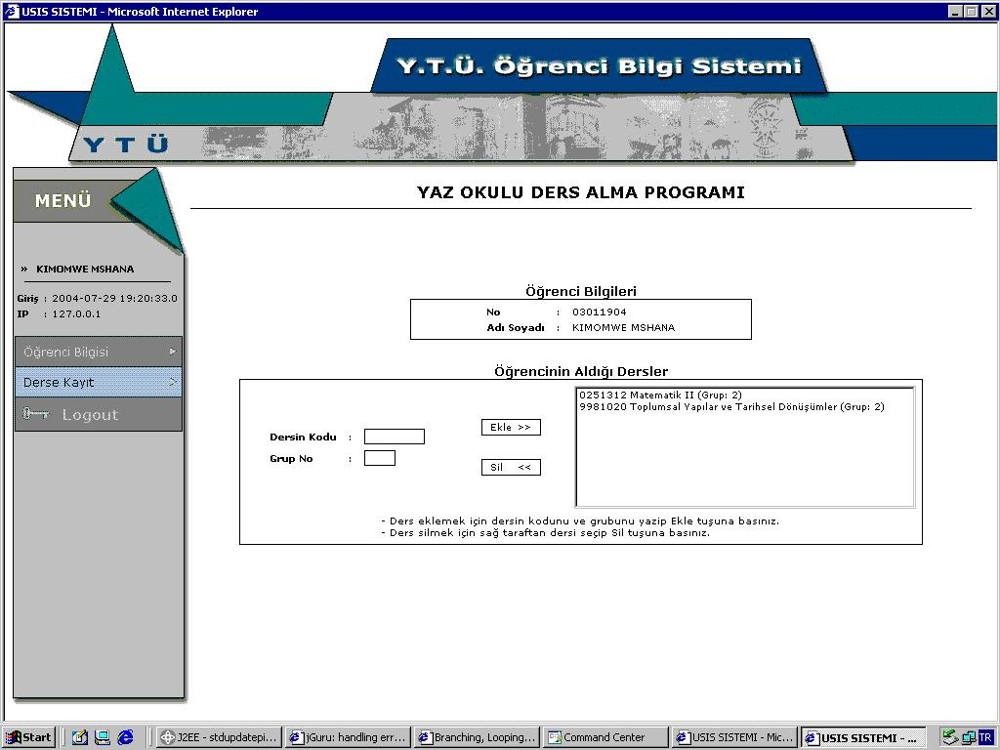 USIS SISTEMI - Microsoft Internet Explorer
Y.T.Ü. Öğrenci Bilgi Sistemi
Y T Ü
MENÜ
YAZ OKULU DERS ALMA PROGRAMI
» KIMOMWE MSHANA
Giriş : 2004-07-29 19:20:33.0
IP : 127.0.0.1
Öğrenci Bilgisi
Derse Kayıt
Logout
Öğrenci Bilgileri
No : 03011904
Adı Soyadı : KIMOMWE MSHANA
Öğrencinin Aldığı Dersler
0251312 Matematik II (Grup: 2)
9981020 Toplumsal Yapılar ve Tarihsel Dönüşümler (Grup: 2)
Dersin Kodu :
Grup No :
Ekle >>
Sil <<
- Ders eklemek için dersin kodunu ve grubunu yazip Ekle tuşuna basınız.
- Ders silmek için sağ taraftan dersi seçip Sil tuşuna basınız.
Start
J2EE - stdupdatepi...
jGuru: handling err...
Branching, Looping...
Command Center
USIS SISTEMI - Mic...
USIS SISTEMI - ...
TR